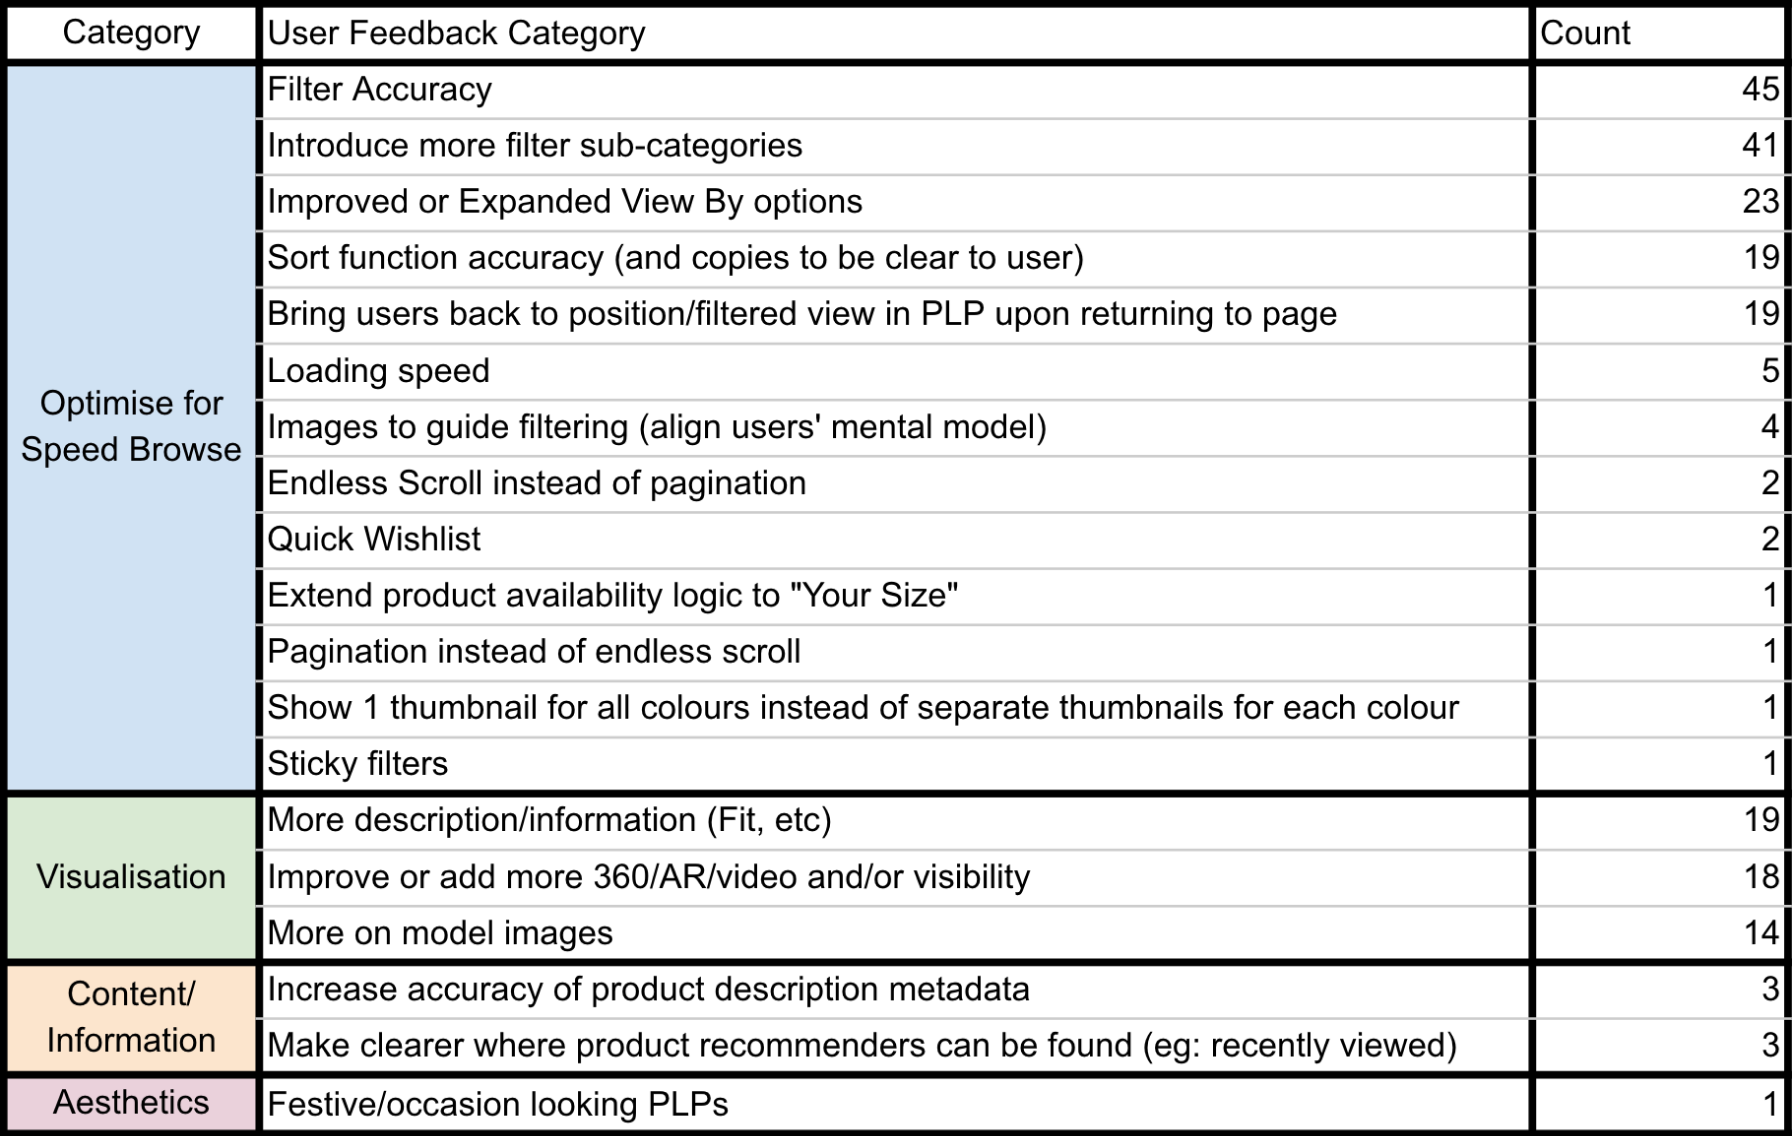 Category User Feedback Category Count
Filter Accuracy 45
Introduce more filter sub-categories 41
Improved or Expanded View By options 23
Sort function accuracy (and copies to be clear to user) 19
Bring users back to position/filtered view in PLP upon returning to page 19
Loading speed 5
Optimise for
Speed Browse
Images to guide filtering (align users' mental model) 4
Endless Scroll instead of pagination 2
Quick Wishlist 2
Extend product availability logic to "Your Size" 1
Pagination instead of endless scroll 1
Show 1 thumbnail for all colours instead of separate thumbnails for each colour 1
Sticky filters 1
More description/information (Fit, etc) 19
Visualisation Improve or add more 360/AR/video and/or visibility 18
More on model images 14
Content/
Information
Increase accuracy of product description metadata 3
Make clearer where product recommenders can be found (eg: recently viewed) 3
Aesthetics Festive/occasion looking PLPs 1